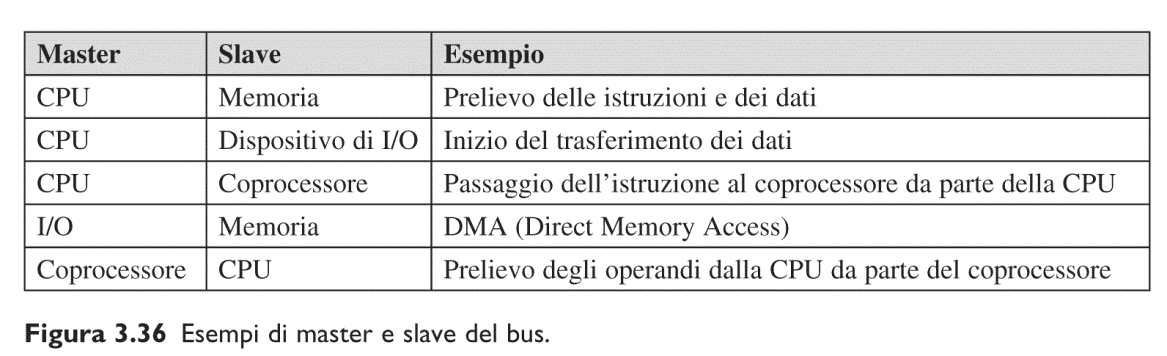 Master Slave Esempio
CPU Memoria Prelievo delle istruzioni e dei dati
CPU Dispositivo di I/O Inizio del trasferimento dei dati
CPU Coprocessore Passaggio dell’istruzione al coprocessore da parte della CPU
I/O Memoria DMA (Direct Memory Access)
Coprocessore CPU Prelievo degli operandi dalla CPU da parte del coprocessore
Figura 3.36 Esempi di master e slave del bus.